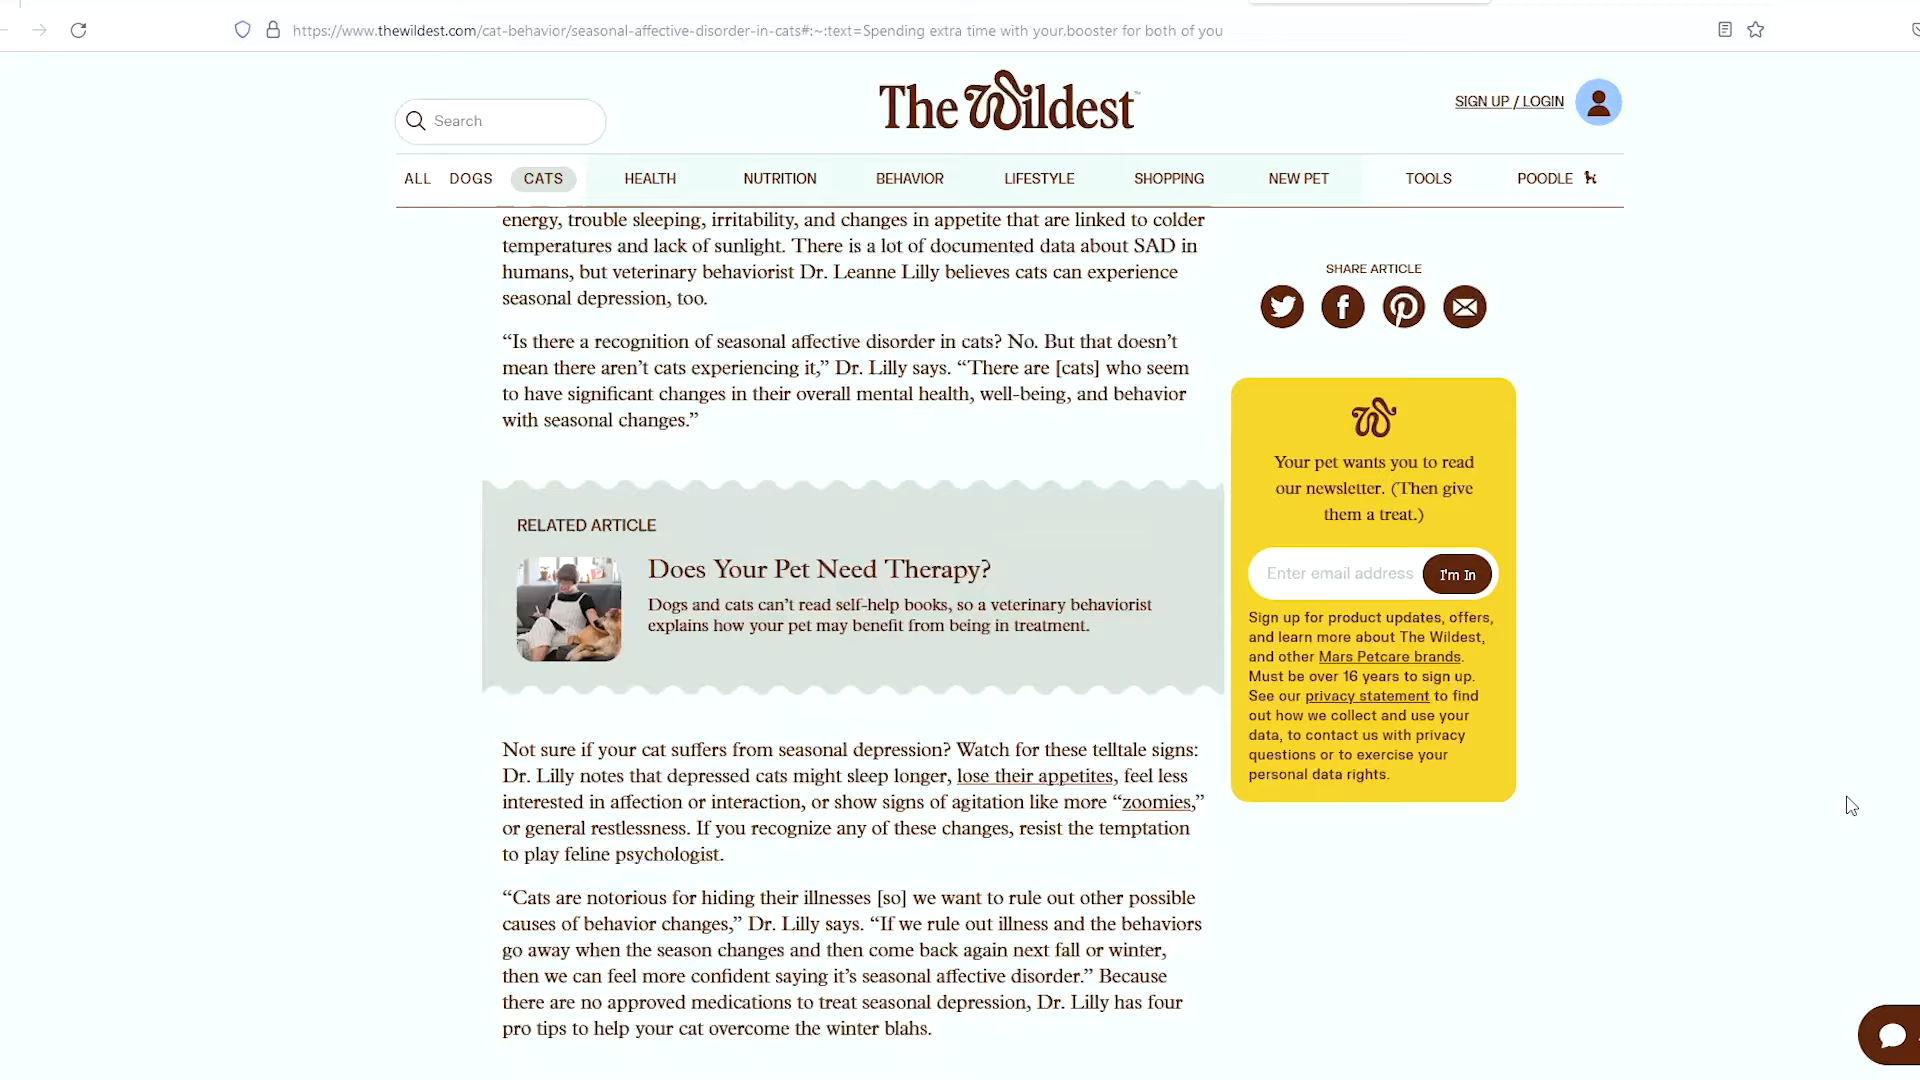 https://www.thewildest.com/cat-behavior/seasonal-affective-disorder-in-cats#:~:text=Spending extra time with your.booster for both of you
Search
The Wildest
SIGN UP / LOGIN
ALL DOGS CATS HEALTH NUTRITION BEHAVIOR LIFESTYLE SHOPPING NEW PET TOOLS POODLE
energy, trouble sleeping, irritability, and changes in appetite that are linked to colder
temperatures and lack of sunlight. There is a lot of documented data about SAD in
humans, but veterinary behaviorist Dr. Leanne Lilly believes cats can experience
seasonal depression, too.
“Is there a recognition of seasonal affective disorder in cats? No. But that doesn’t
mean there aren’t cats experiencing it,” Dr. Lilly says. “There are [cats] who seem
to have significant changes in their overall mental health, well-being, and behavior
with seasonal changes.”
RELATED ARTICLE
Does Your Pet Need Therapy?
Dogs and cats can’t read self-help books, so a veterinary behaviorist
explains how your pet may benefit from being in treatment.
Not sure if your cat suffers from seasonal depression? Watch for these telltale signs:
Dr. Lilly notes that depressed cats might sleep longer, lose their appetites, feel less
interested in affection or interaction, or show signs of agitation like more “zoomies,”
or general restlessness. If you recognize any of these changes, resist the temptation
to play feline psychologist.
“Cats are notorious for hiding their illnesses [so] we want to rule out other possible
causes of behavior changes,” Dr. Lilly says. “If we rule out illness and the behaviors
go away when the season changes and then come back again next fall or winter,
then we can feel more confident saying it’s seasonal affective disorder.” Because
there are no approved medications to treat seasonal depression, Dr. Lilly has four
pro tips to help your cat overcome the winter blahs.
SHARE ARTICLE
Your pet wants you to read
our newsletter. (Then give
them a treat.)
Enter email address I'm In
Sign up for product updates, offers,
and learn more about The Wildest,
and other Mars Petcare brands.
Must be over 16 years to sign up.
See our privacy statement to find
out how we collect and use your
data, to contact us with privacy
questions or to exercise your
personal data rights.